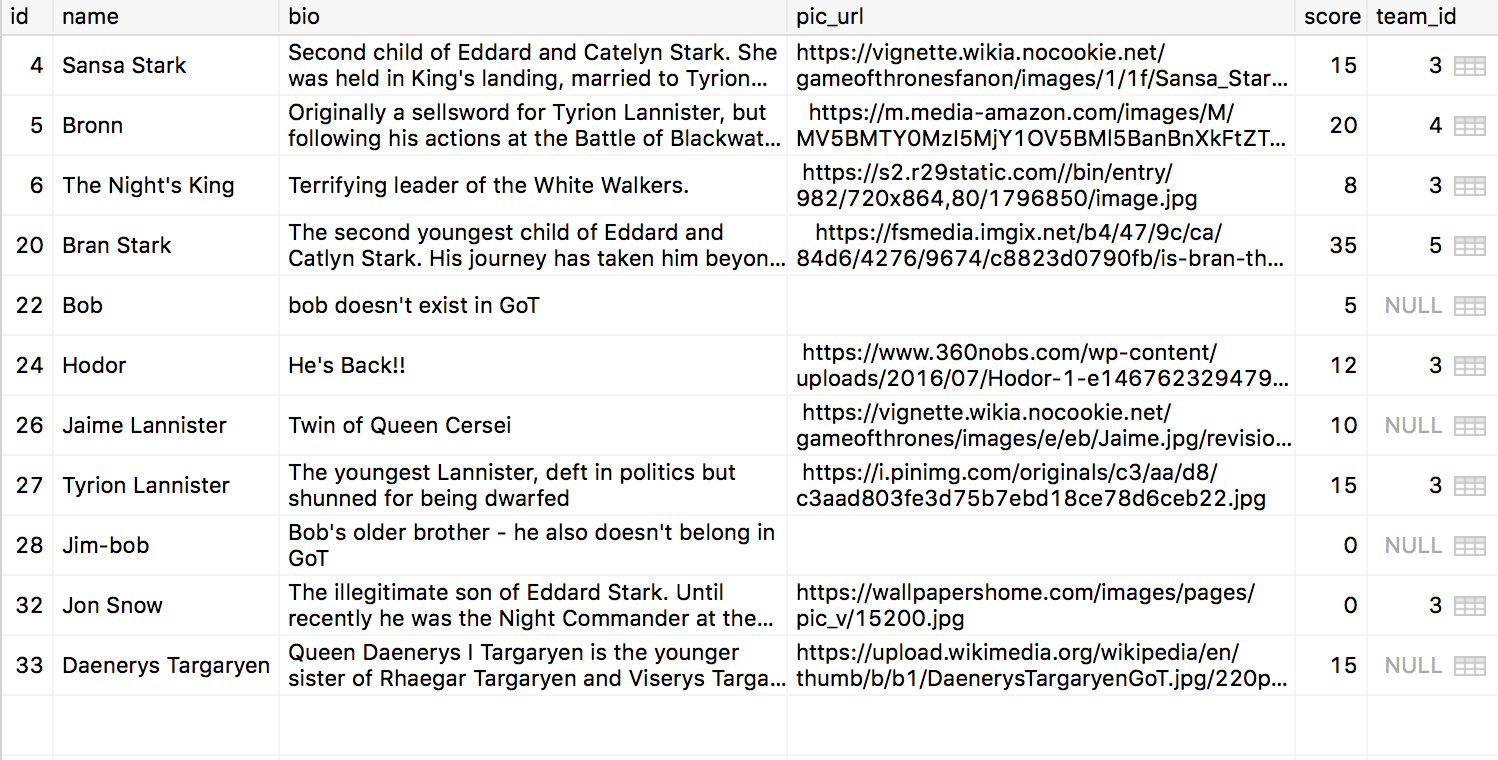 id name bio pic_url score team_id
4 Sansa Stark Second child of Eddard and Catelyn Stark. She https://vignette.wikia.nocookie.net/ 15 3
was held in King's landing, married to Tyrion... gameofthronesfanon/images/1/1f/Sansa_Star...
5 Bronn Originally a sellsword for Tyrion Lannister, but https://m.media-amazon.com/images/M/ 20 4
following his actions at the Battle of Blackwat... MV5BMTY0MzI5MjY1OV5BMl5BanBnXkFtZT...
6 The Night's King Terrifying leader of the White Walkers. https://s2.r29static.com//bin/entry/ 8 3
982/720x864,80/1796850/image.jpg
20 Bran Stark The second youngest child of Eddard and https://fsmedia.imgix.net/b4/47/9c/ca/ 35 5
Catlyn Stark. His journey has taken him beyon... 84d6/4276/9674/c8823d0790fb/is-bran-th...
22 Bob bob doesn't exist in GoT 5 NULL
24 Hodor He's Back!! https://www.360nobs.com/wp-content/ 12 3
uploads/2016/07/Hodor-1-e146762329479...
26 Jaime Lannister Twin of Queen Cersei https://vignette.wikia.nocookie.net/ 10 NULL
gameofthrones/images/e/eb/Jaime.jpg/revisio...
27 Tyrion Lannister The youngest Lannister, deft in politics but https://i.pinimg.com/originals/c3/aa/d8/ 15 3
shunned for being dwarfed c3aad803fe3d75b7ebd18ce78d6ceb22.jpg
28 Jim-bob Bob's older brother - he also doesn't belong in 0 NULL
GoT
32 Jon Snow The illegitimate son of Eddard Stark. Until https://wallpapershome.com/images/pages/ 0 3
recently he was the Night Commander at the... pic_v/15200.jpg
33 Daenerys Targaryen Queen Daenerys I Targaryen is the younger https://upload.wikimedia.org/wikipedia/en/ 15 NULL
sister of Rhaegar Targaryen and Viserys Targa... thumb/b/b1/DaenerysTargaryenGoT.jpg/220p...